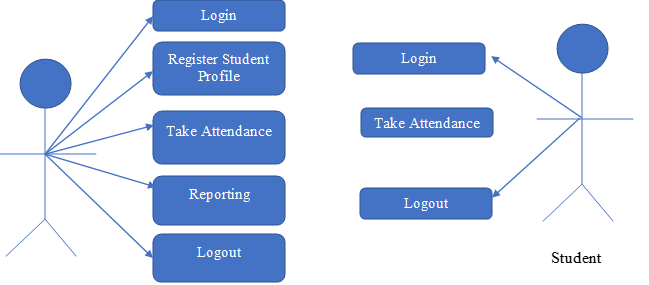 Login
Register Student
Profile
Take Attendance
Reporting
Logout
Login
Take Attendance
Logout
Student